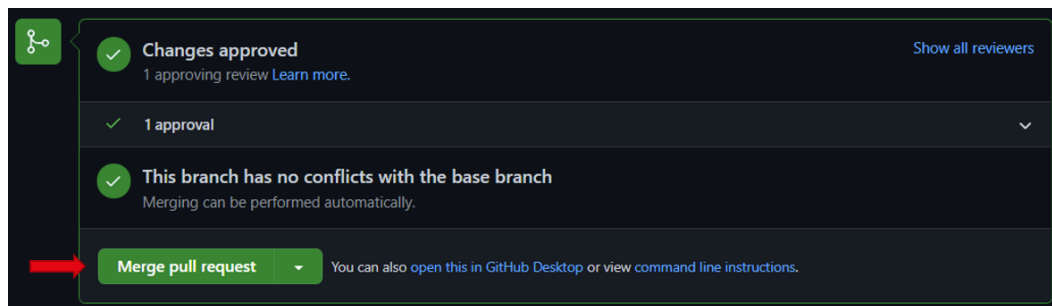 Changes approved
Show all reviewers
1 approving review Learn more.
1 approval
This branch has no conflicts with the base branch
Merging can be performed automatically.
Merge pull request
You can also open this in GitHub Desktop or view command line instructions.